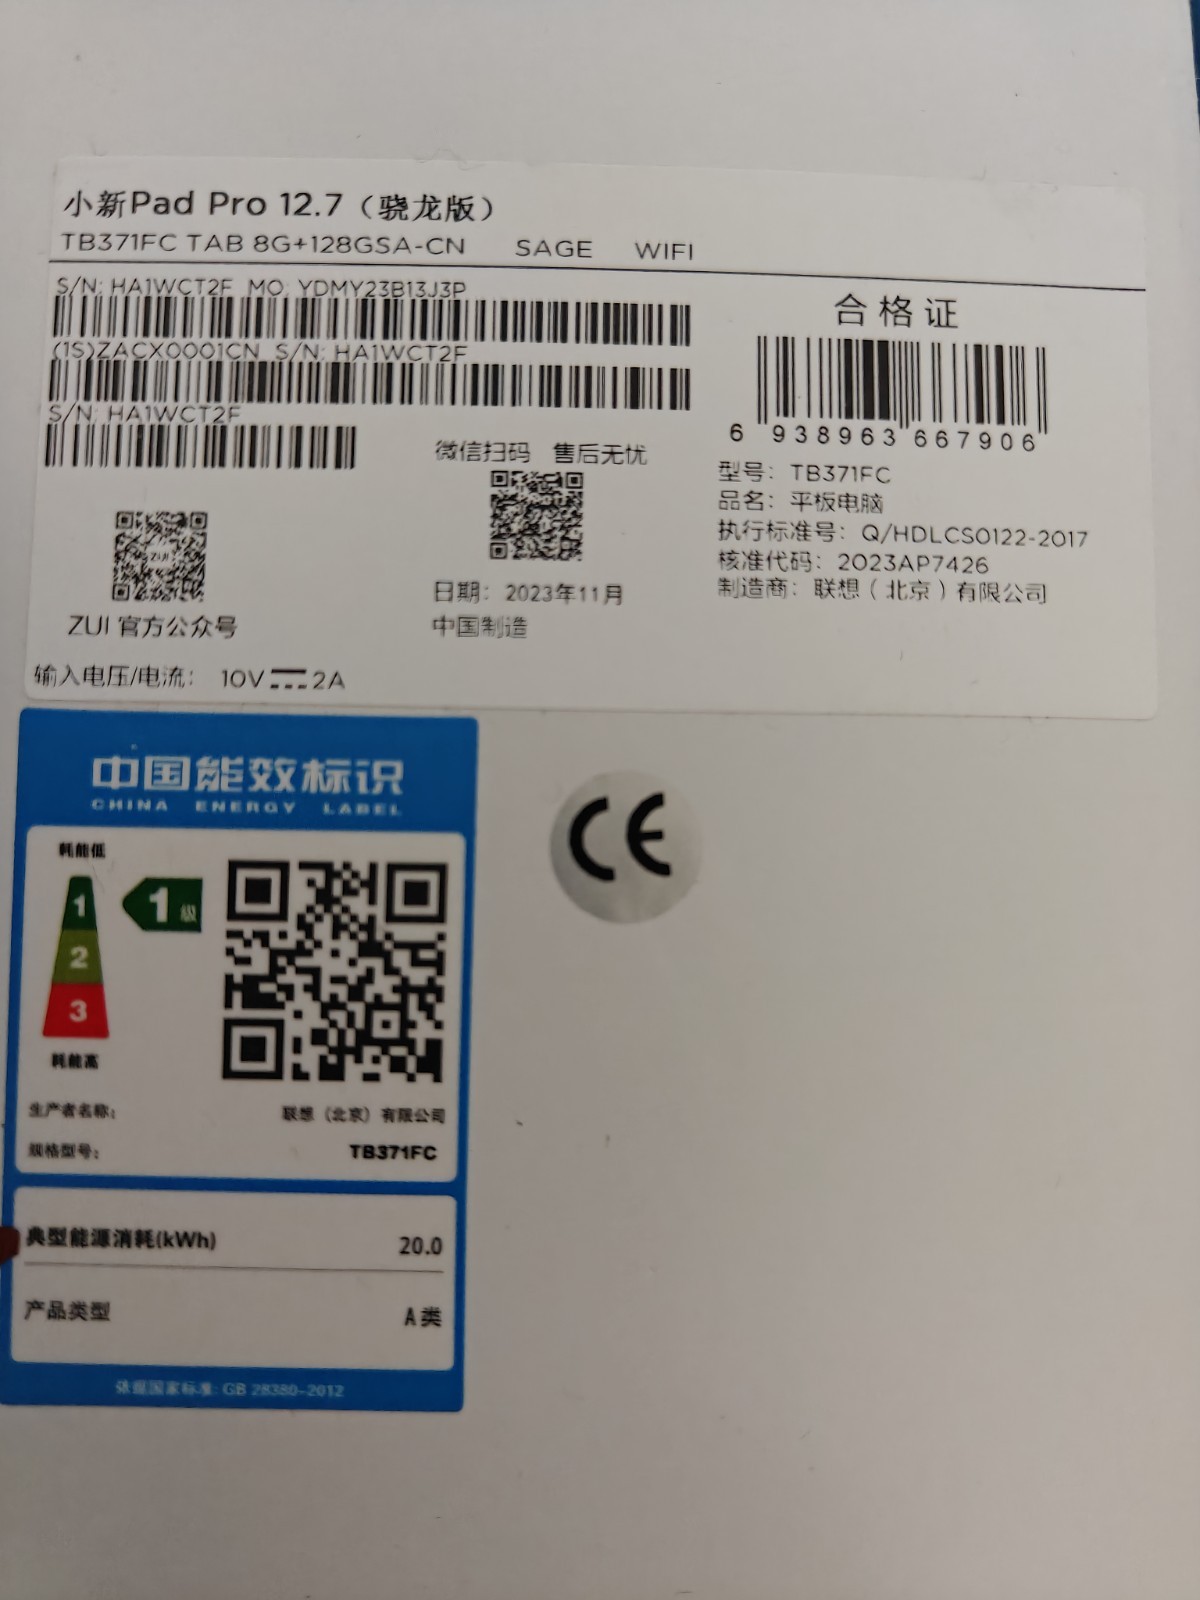 小新Pad Pro 12.7（骁龙版）
TB371FC TAB 8G+128GSA-CN SAGE WIFI
S/N: HA1WCT2F MO: YDMY23B13J3P
(1S)ZACX0001CN S/N: HA1WCT2F
S/N: HA1WCT2F
微信扫码 售后无忧
ZUI
ZUI 官方公众号
日期: 2023年11月
中国制造
输入电压/电流: 10V 2A
合格证
6 938963 667906
型号: TB371FC
品名: 平板电脑
执行标准号: Q/HDLCS0122-2017
核准代码: 2023AP7426
制造商: 联想（北京）有限公司
中国能效标识
CHINA ENERGY LABEL
耗能低
1
1级
2
3
耗能高
生产者名称: 联想（北京）有限公司
规格型号: TB371FC
典型能源消耗(kWh) 20.0
产品类型 A类
依据国家标准: GB 28380-2012
CE